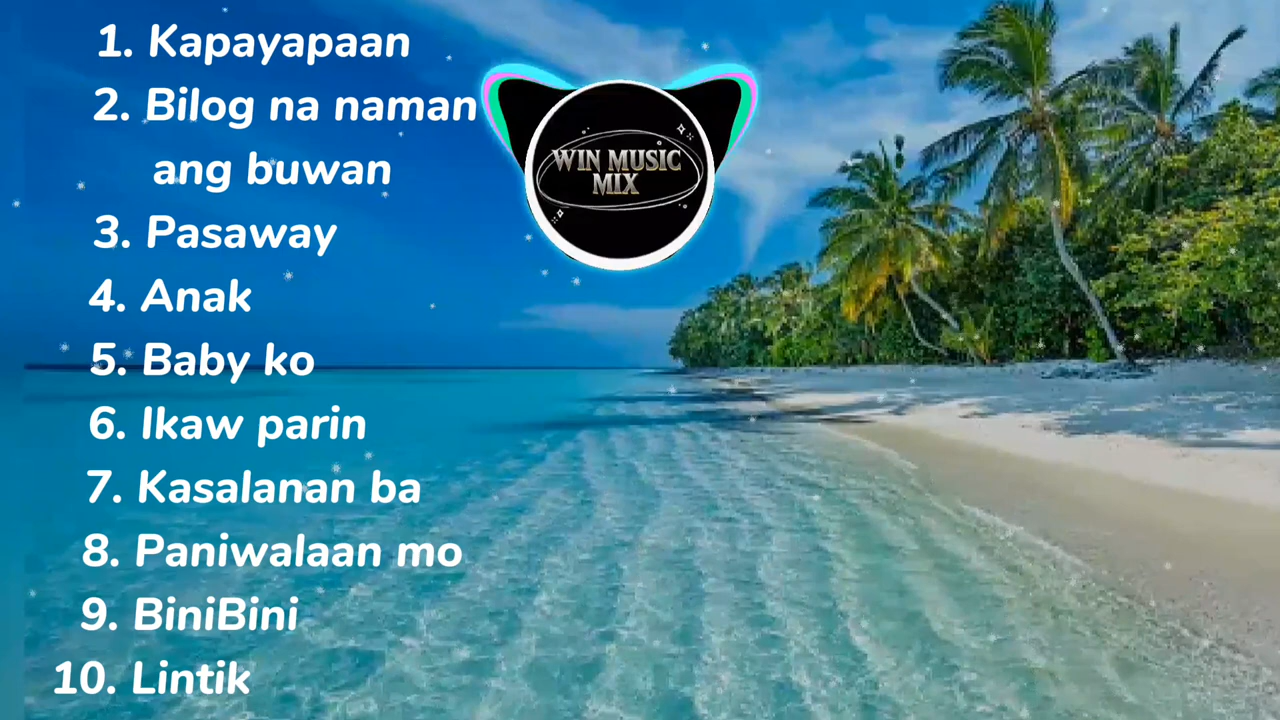 1. Kapayapaan
2. Bilog na naman
ang buwan
3. Pasaway
4. Anak
5. Baby ko
6. Ikaw parin
7. Kasalanan ba
8. Paniwalaan mo
9. BiniBini
10. Lintik
WIN MUSIC
MIX